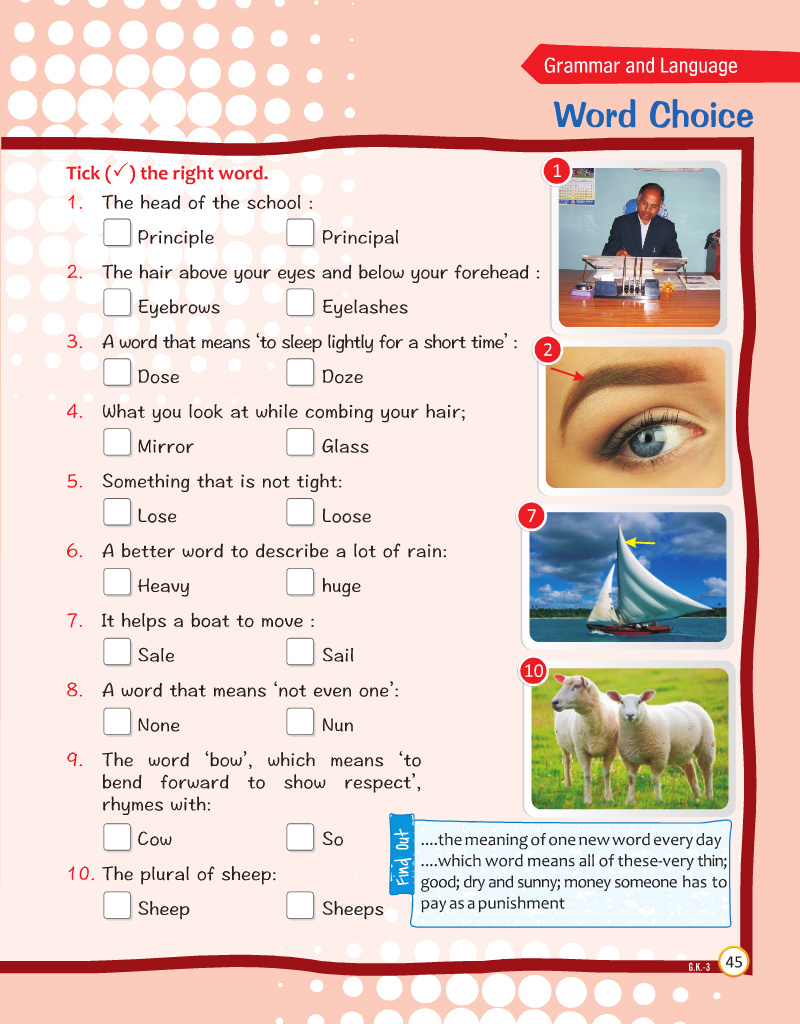 Grammar and Language
Word Choice
Tick (✓) the right word.
1. The head of the school :
Principle Principal
2. The hair above your eyes and below your forehead :
Eyebrows Eyelashes
3. A word that means ‘to sleep lightly for a short time’ :
Dose Doze
4. What you look at while combing your hair;
Mirror Glass
5. Something that is not tight:
Lose Loose
6. A better word to describe a lot of rain:
Heavy huge
7. It helps a boat to move :
Sale Sail
8. A word that means ‘not even one’:
None Nun
9. The word ‘bow’, which means ‘to
bend forward to show respect’,
rhymes with:
Cow So
10. The plural of sheep:
Sheep Sheeps
1
2
7
10
Find Out
....the meaning of one new word every day
....which word means all of these-very thin;
good; dry and sunny; money someone has to
pay as a punishment
G.K.-3 45